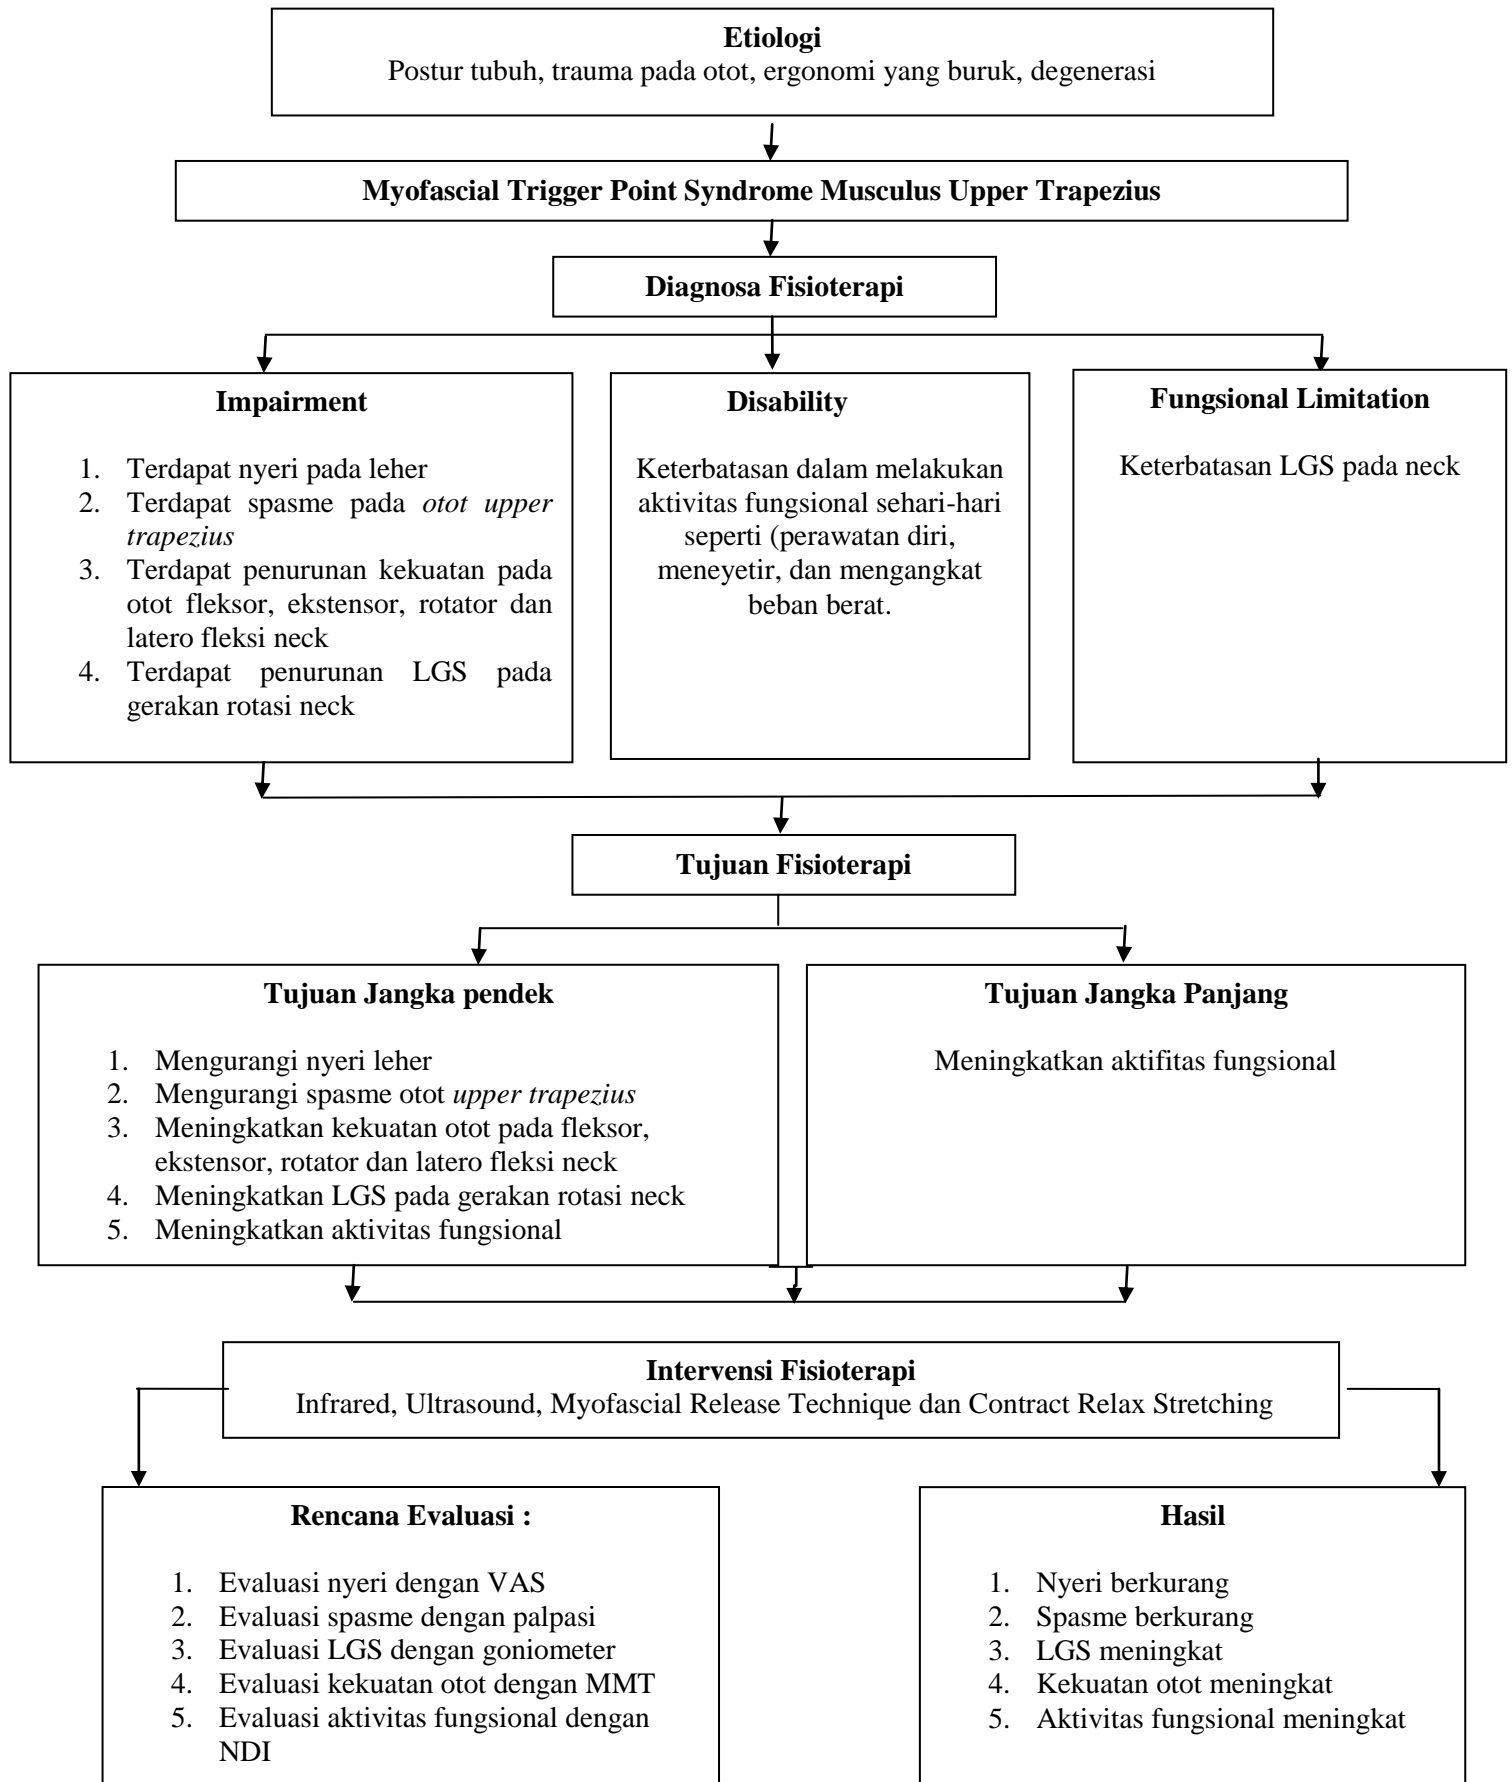 Etiologi
Postur tubuh, trauma pada otot, ergonomi yang buruk, degenerasi
Myofascial Trigger Point Syndrome Musculus Upper Trapezius
Diagnosa Fisioterapi
Impairment
1. Terdapat nyeri pada leher
2. Terdapat spasme pada otot upper
trapezius
3. Terdapat penurunan kekuatan pada
otot fleksor, ekstensor, rotator dan
latero fleksi neck
4. Terdapat penurunan LGS pada
gerakan rotasi neck
Disability
Keterbatasan dalam melakukan
aktivitas fungsional sehari-hari
seperti (perawatan diri,
meneyetir, dan mengangkat
beban berat.
Fungsional Limitation
Keterbatasan LGS pada neck
Tujuan Fisioterapi
Tujuan Jangka pendek
1. Mengurangi nyeri leher
2. Mengurangi spasme otot upper trapezius
3. Meningkatkan kekuatan otot pada fleksor,
ekstensor, rotator dan latero fleksi neck
4. Meningkatkan LGS pada gerakan rotasi neck
5. Meningkatkan aktivitas fungsional
Tujuan Jangka Panjang
Meningkatkan aktifitas fungsional
Intervensi Fisioterapi
Infrared, Ultrasound, Myofascial Release Technique dan Contract Relax Stretching
Rencana Evaluasi :
1. Evaluasi nyeri dengan VAS
2. Evaluasi spasme dengan palpasi
3. Evaluasi LGS dengan goniometer
4. Evaluasi kekuatan otot dengan MMT
5. Evaluasi aktivitas fungsional dengan
NDI
Hasil
1. Nyeri berkurang
2. Spasme berkurang
3. LGS meningkat
4. Kekuatan otot meningkat
5. Aktivitas fungsional meningkat